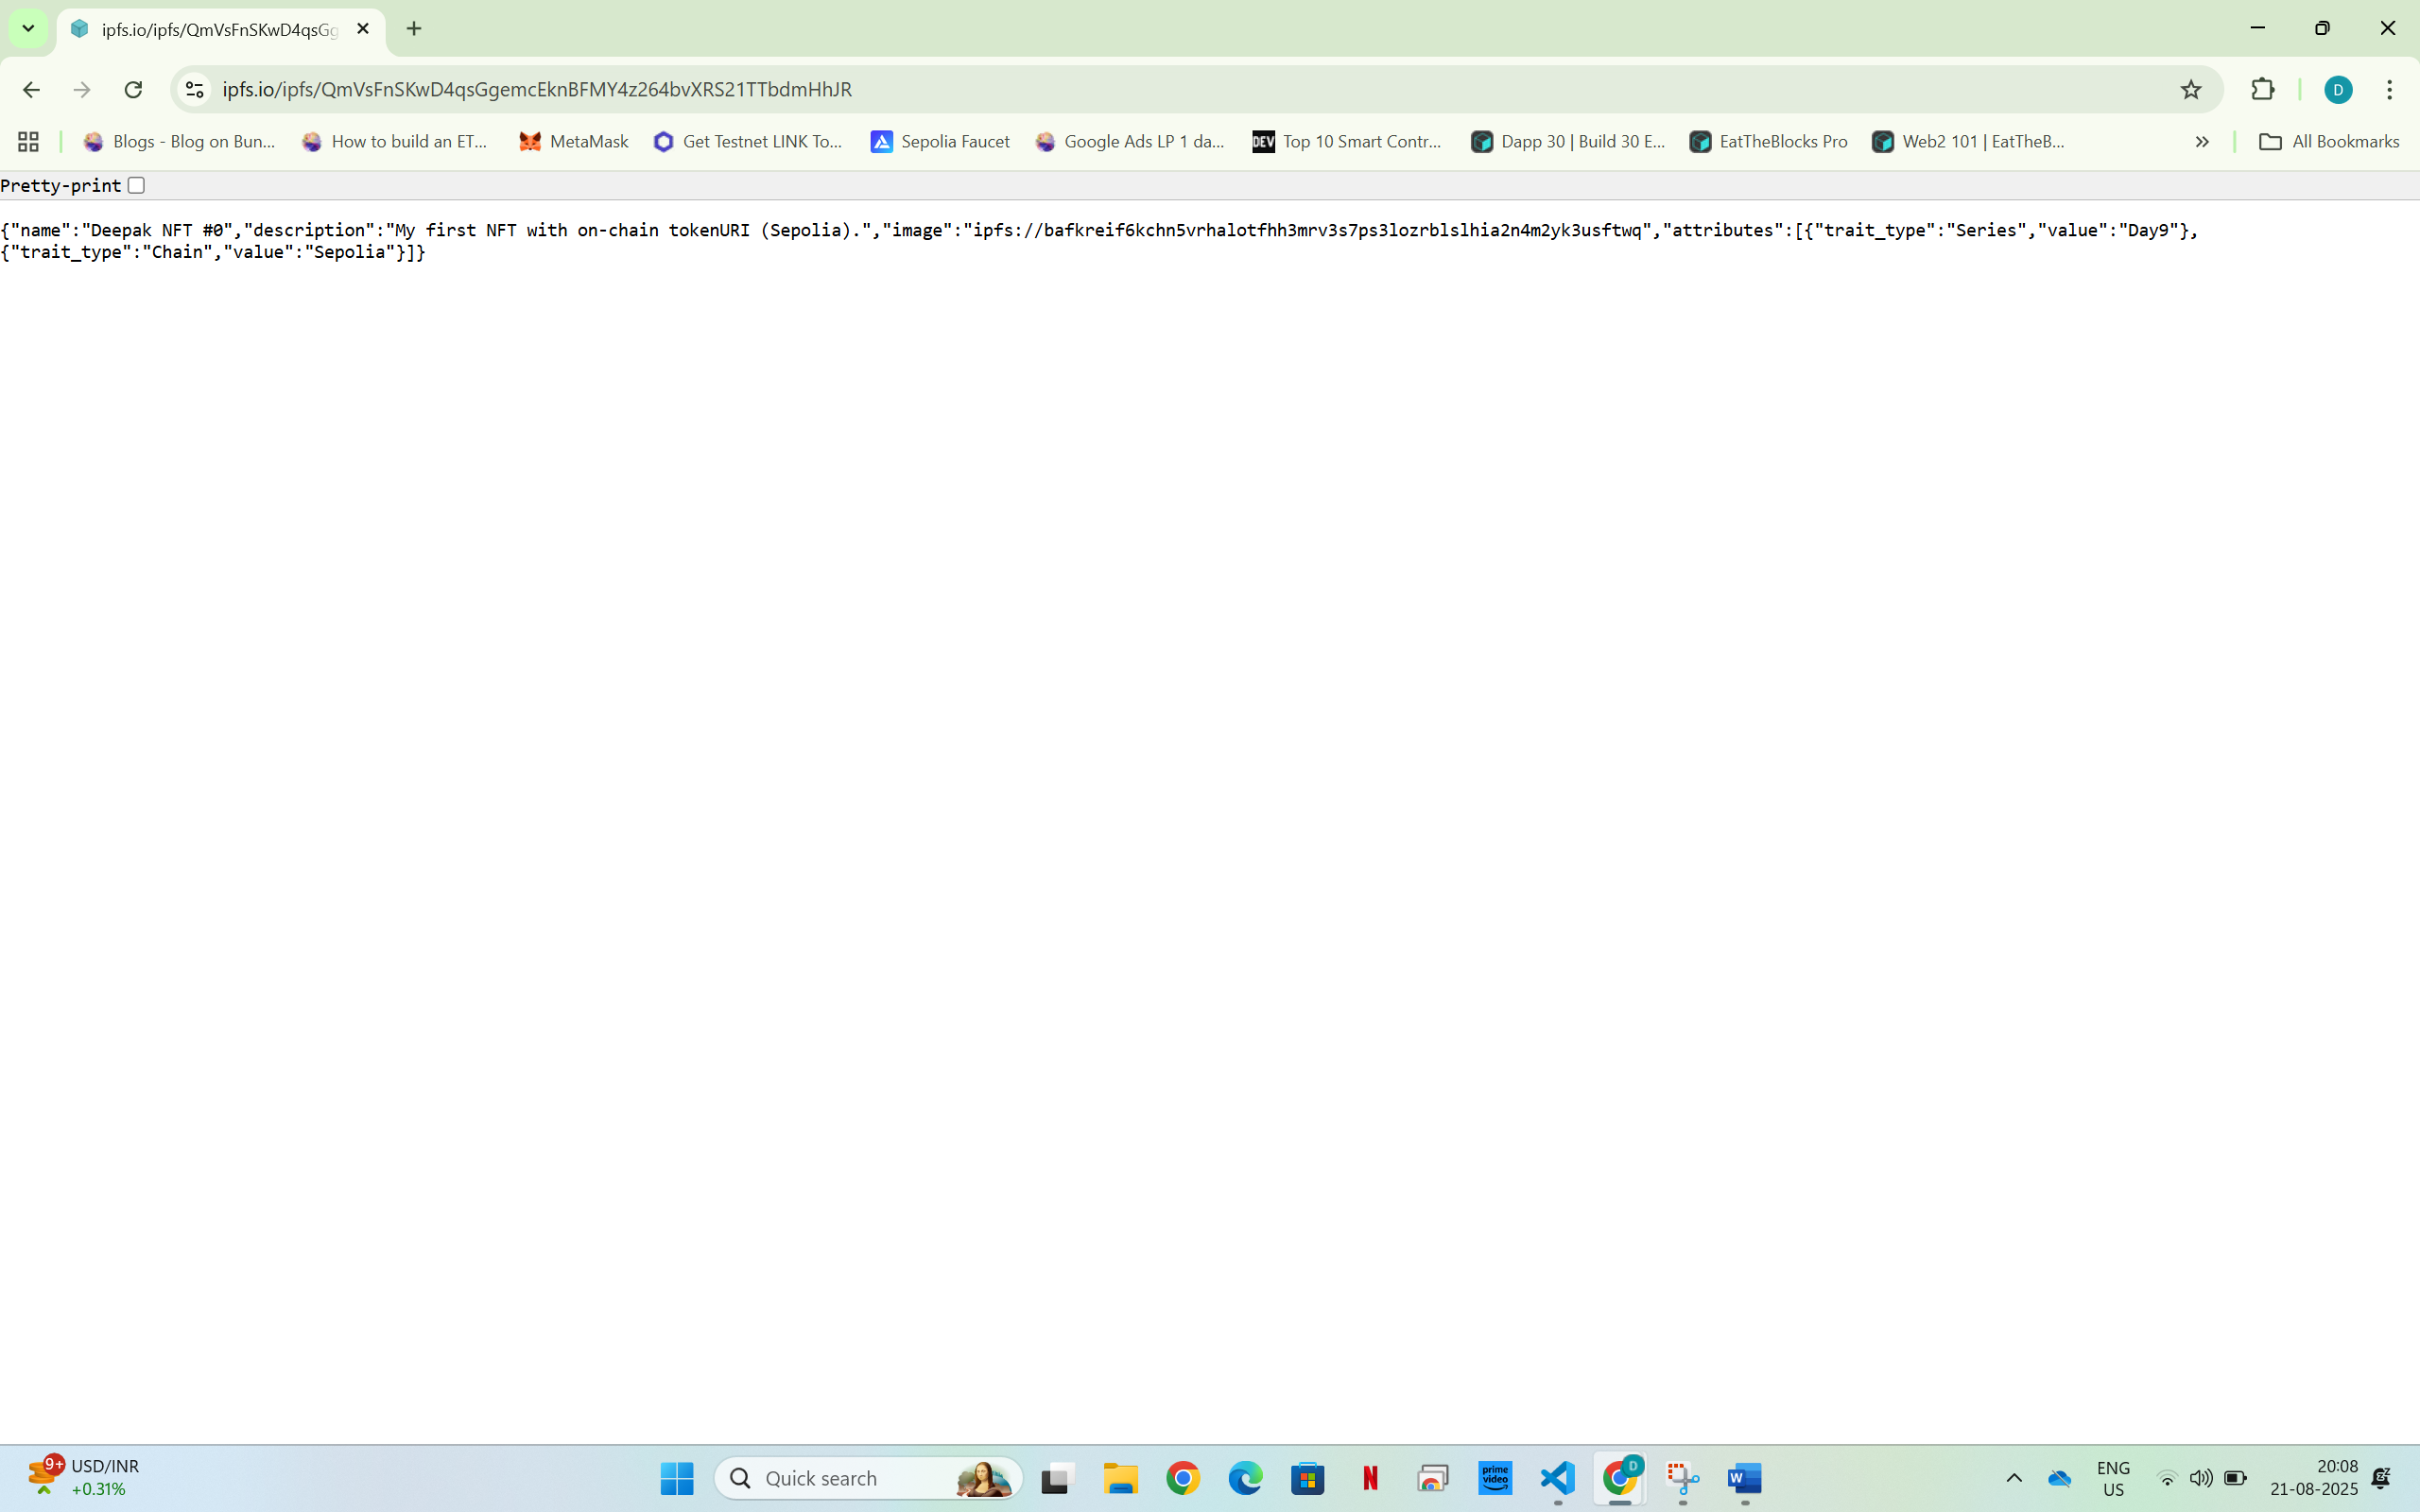 ipfs.io/ipfs/QmVsFnSKwD4qsGg
ipfs.io/ipfs/QmVsFnSKwD4qsGgemcEknBFMY4z264bvXRS21TTbdmHhJR
D
Blogs - Blog on Bun... How to build an ET... MetaMask Get Testnet LINK To... Sepolia Faucet Google Ads LP 1 da... DEV Top 10 Smart Contr... Dapp 30 | Build 30 E... EatTheBlocks Pro Web2 101 | EatTheB... All Bookmarks
Pretty-print
{"name":"Deepak NFT #0","description":"My first NFT with on-chain tokenURI (Sepolia).","image":"ipfs://bafkreif6kchn5vrhalotfhh3mrv3s7ps3lozrblslhia2n4m2yk3usftwq","attributes":[{"trait_type":"Series","value":"Day9"},
{"trait_type":"Chain","value":"Sepolia"}]}
9+ USD/INR
+0.31%
Quick search
N
prime video
D
W
ENG
US
20:08
21-08-2025